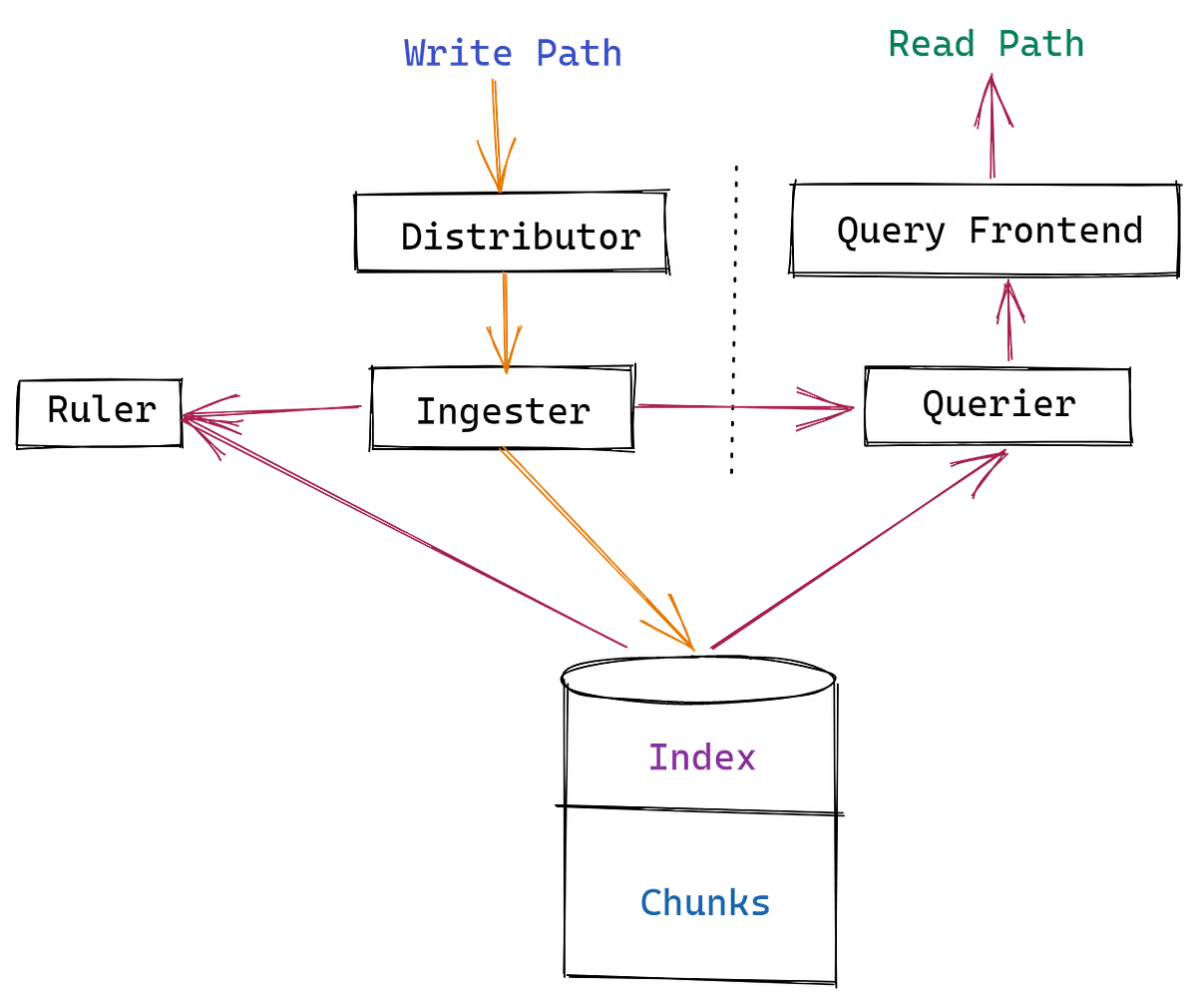 Write Path
Read Path
Distributor
Query Frontend
Ruler
Ingester
Querier
Index
Chunks